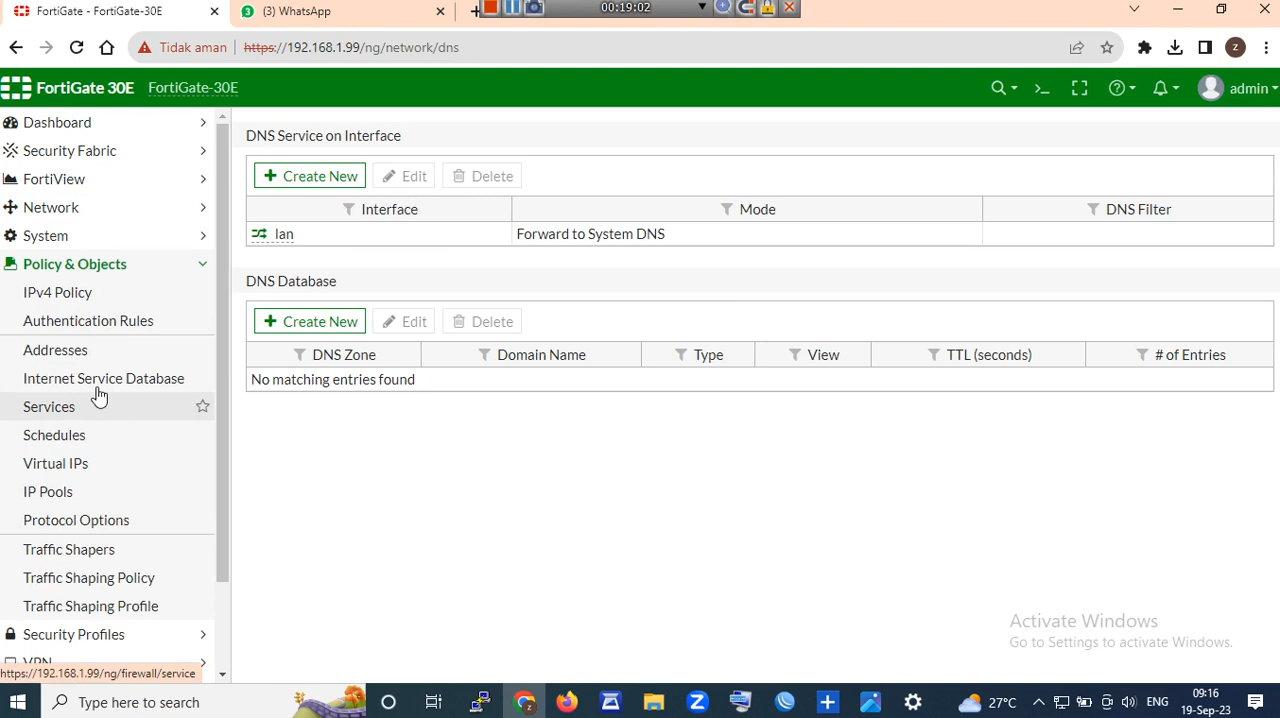 FortiGate - FortiGate-30E
(3) WhatsApp
00:19:02
Tidak aman
https://192.168.1.99/ng/network/dns
Z
FortiGate 30E
FortiGate-30E
admin
Dashboard
Security Fabric
FortiView
Network
System
Policy & Objects
IPv4 Policy
Authentication Rules
Addresses
Internet Service Database
Services
Schedules
Virtual IPs
IP Pools
Protocol Options
Traffic Shapers
Traffic Shaping Policy
Traffic Shaping Profile
Security Profiles
VPN
https://192.168.1.99/ng/firewall/service
DNS Service on Interface
Create New Edit Delete
Interface Mode DNS Filter
lan Forward to System DNS
DNS Database
Create New Edit Delete
DNS Zone Domain Name Type View TTL (seconds) # of Entries
No matching entries found
Activate Windows
Go to Settings to activate Windows.
Type here to search
27°C
ENG
09:16
19-Sep-23